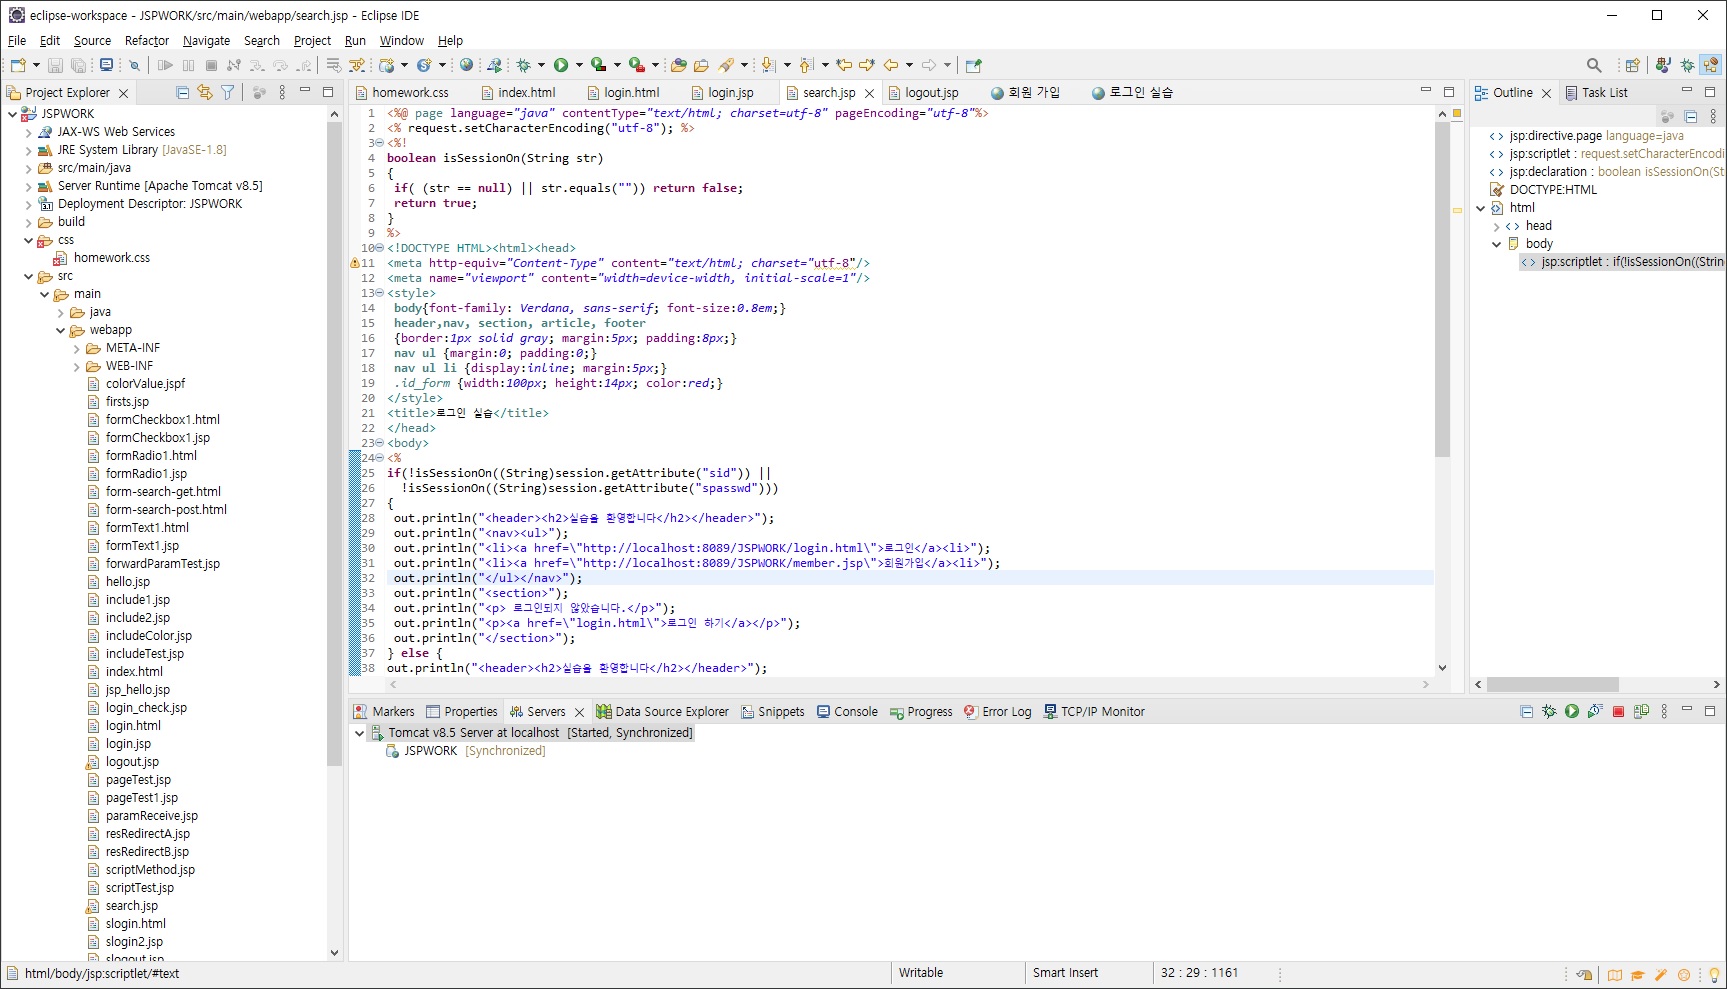 eclipse-workspace - JSPWORK/src/main/webapp/search.jsp - Eclipse IDE
File Edit Source Refactor Navigate Search Project Run Window Help
Project Explorer
JSPWORK
JAX-WS Web Services
JRE System Library [JavaSE-1.8]
src/main/java
Server Runtime [Apache Tomcat v8.5]
Deployment Descriptor: JSPWORK
build
css
homework.css
src
main
java
webapp
META-INF
WEB-INF
colorValue.jspf
firsts.jsp
formCheckbox1.html
formCheckbox1.jsp
formRadio1.html
formRadio1.jsp
form-search-get.html
form-search-post.html
formText1.html
formText1.jsp
forwardParamTest.jsp
hello.jsp
include1.jsp
include2.jsp
includeColor.jsp
includeTest.jsp
index.html
jsp_hello.jsp
login_check.jsp
login.html
login.jsp
logout.jsp
pageTest.jsp
pageTest1.jsp
paramReceive.jsp
resRedirectA.jsp
resRedirectB.jsp
scriptMethod.jsp
scriptTest.jsp
search.jsp
slogin.html
slogin2.jsp
slogout.jsp
homework.css index.html login.html login.jsp search.jsp logout.jsp 회원 가입 로그인 실습
1 <%@ page language="java" contentType="text/html; charset=utf-8" pageEncoding="utf-8"%>
2 <% request.setCharacterEncoding("utf-8"); %>
3 <%!
4 boolean isSessionOn(String str)
5 {
6 if( (str == null) || str.equals("")) return false;
7 return true;
8 }
9 %>
10 <!DOCTYPE HTML><html><head>
11 <meta http-equiv="Content-Type" content="text/html; charset="utf-8"/>
12 <meta name="viewport" content="width=device-width, initial-scale=1"/>
13 <style>
14 body{font-family: Verdana, sans-serif; font-size:0.8em;}
15 header,nav, section, article, footer
16 {border:1px solid gray; margin:5px; padding:8px;}
17 nav ul {margin:0; padding:0;}
18 nav ul li {display:inline; margin:5px;}
19 .id_form {width:100px; height:14px; color:red;}
20 </style>
21 <title>로그인 실습</title>
22 </head>
23 <body>
24 <%
25 if(!isSessionOn((String)session.getAttribute("sid")) ||
26 !isSessionOn((String)session.getAttribute("spasswd")))
27 {
28 out.println("<header><h2>실습을 환영합니다</h2></header>");
29 out.println("<nav><ul>");
30 out.println("<li><a href=\"http://localhost:8089/JSPWORK/login.html\">로그인</a><li>");
31 out.println("<li><a href=\"http://localhost:8089/JSPWORK/member.jsp\">회원가입</a><li>");
32 out.println("</ul></nav>");
33 out.println("<section>");
34 out.println("<p> 로그인되지 않았습니다.</p>");
35 out.println("<p><a href=\"login.html\">로그인 하기</a></p>");
36 out.println("</section>");
37 } else {
38 out.println("<header><h2>실습을 환영합니다</h2></header>");
Outline Task List
jsp:directive.page language=java
jsp:scriptlet : request.setCharacterEncodi
jsp:declaration : boolean isSessionOn(St
DOCTYPE:HTML
html
head
body
jsp:scriptlet : if(!isSessionOn((Strin
Markers Properties Servers Data Source Explorer Snippets Console Progress Error Log TCP/IP Monitor
Tomcat v8.5 Server at localhost [Started, Synchronized]
JSPWORK [Synchronized]
html/body/jsp:scriptlet/#text Writable Smart Insert 32 : 29 : 1161